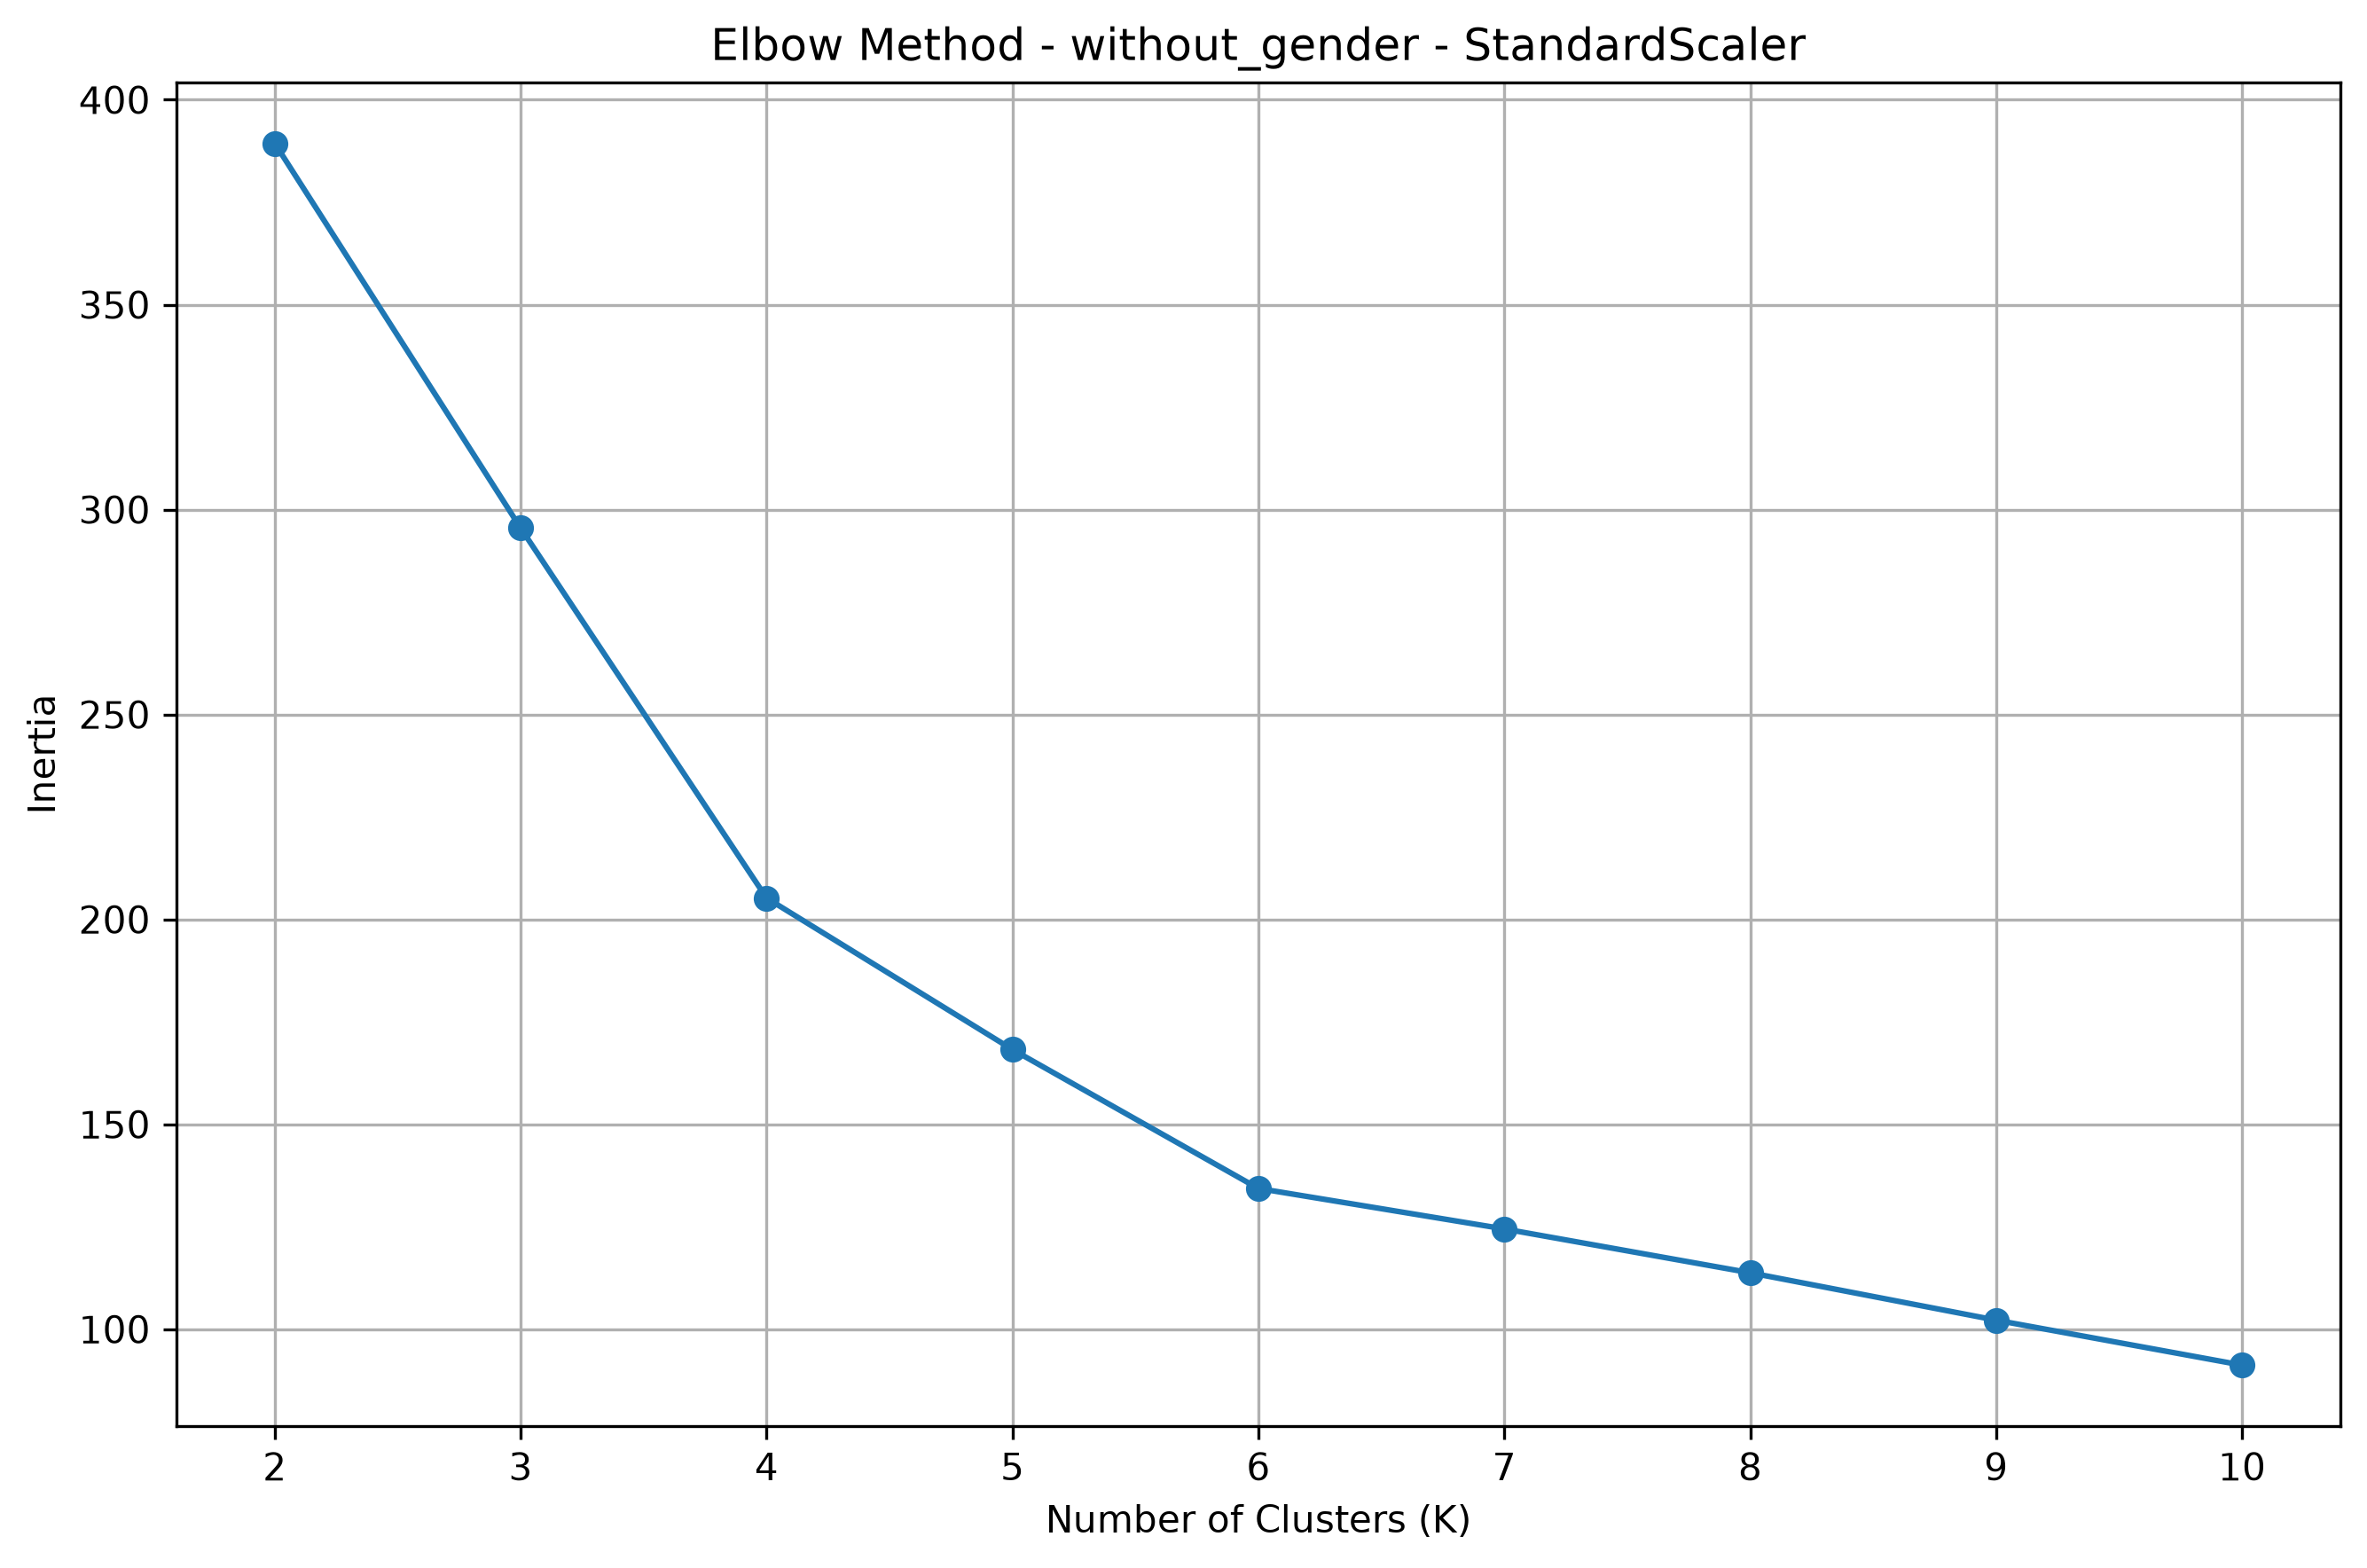 Elbow Method - without_gender - StandardScaler
400
350
300
250
200
150
100
Inertia
2 3 4 5 6 7 8 9 10
Number of Clusters (K)